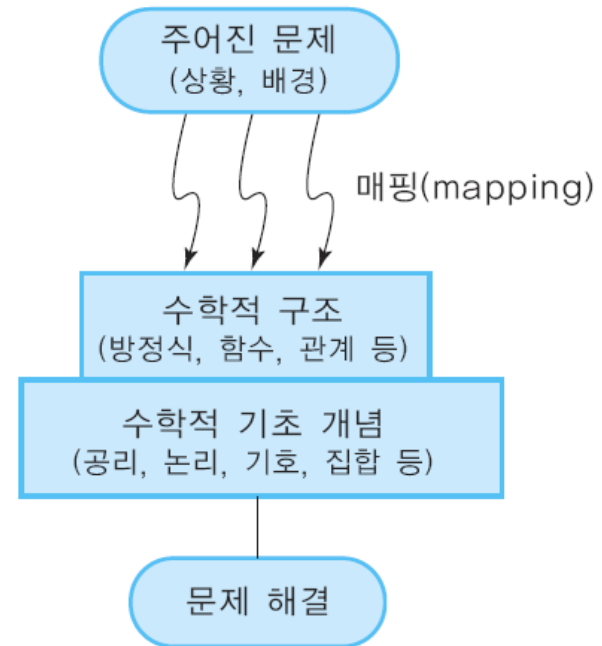 주어진 문제
(상황, 배경)
매핑(mapping)
수학적 구조
(방정식, 함수, 관계 등)
수학적 기초 개념
(공리, 논리, 기호, 집합 등)
문제 해결